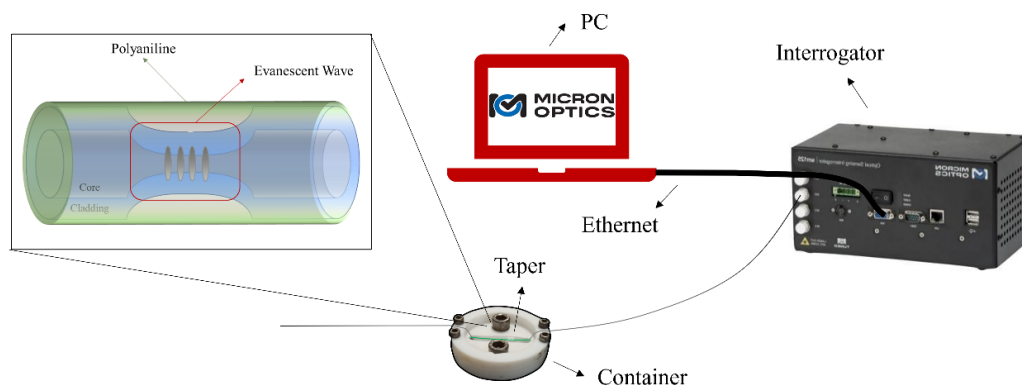 Polyaniline
Evanescent Wave
Core
Cladding
PC
MICRON
OPTICS
Interrogator
MICRON
OPTICS
Ethernet
Taper
Container